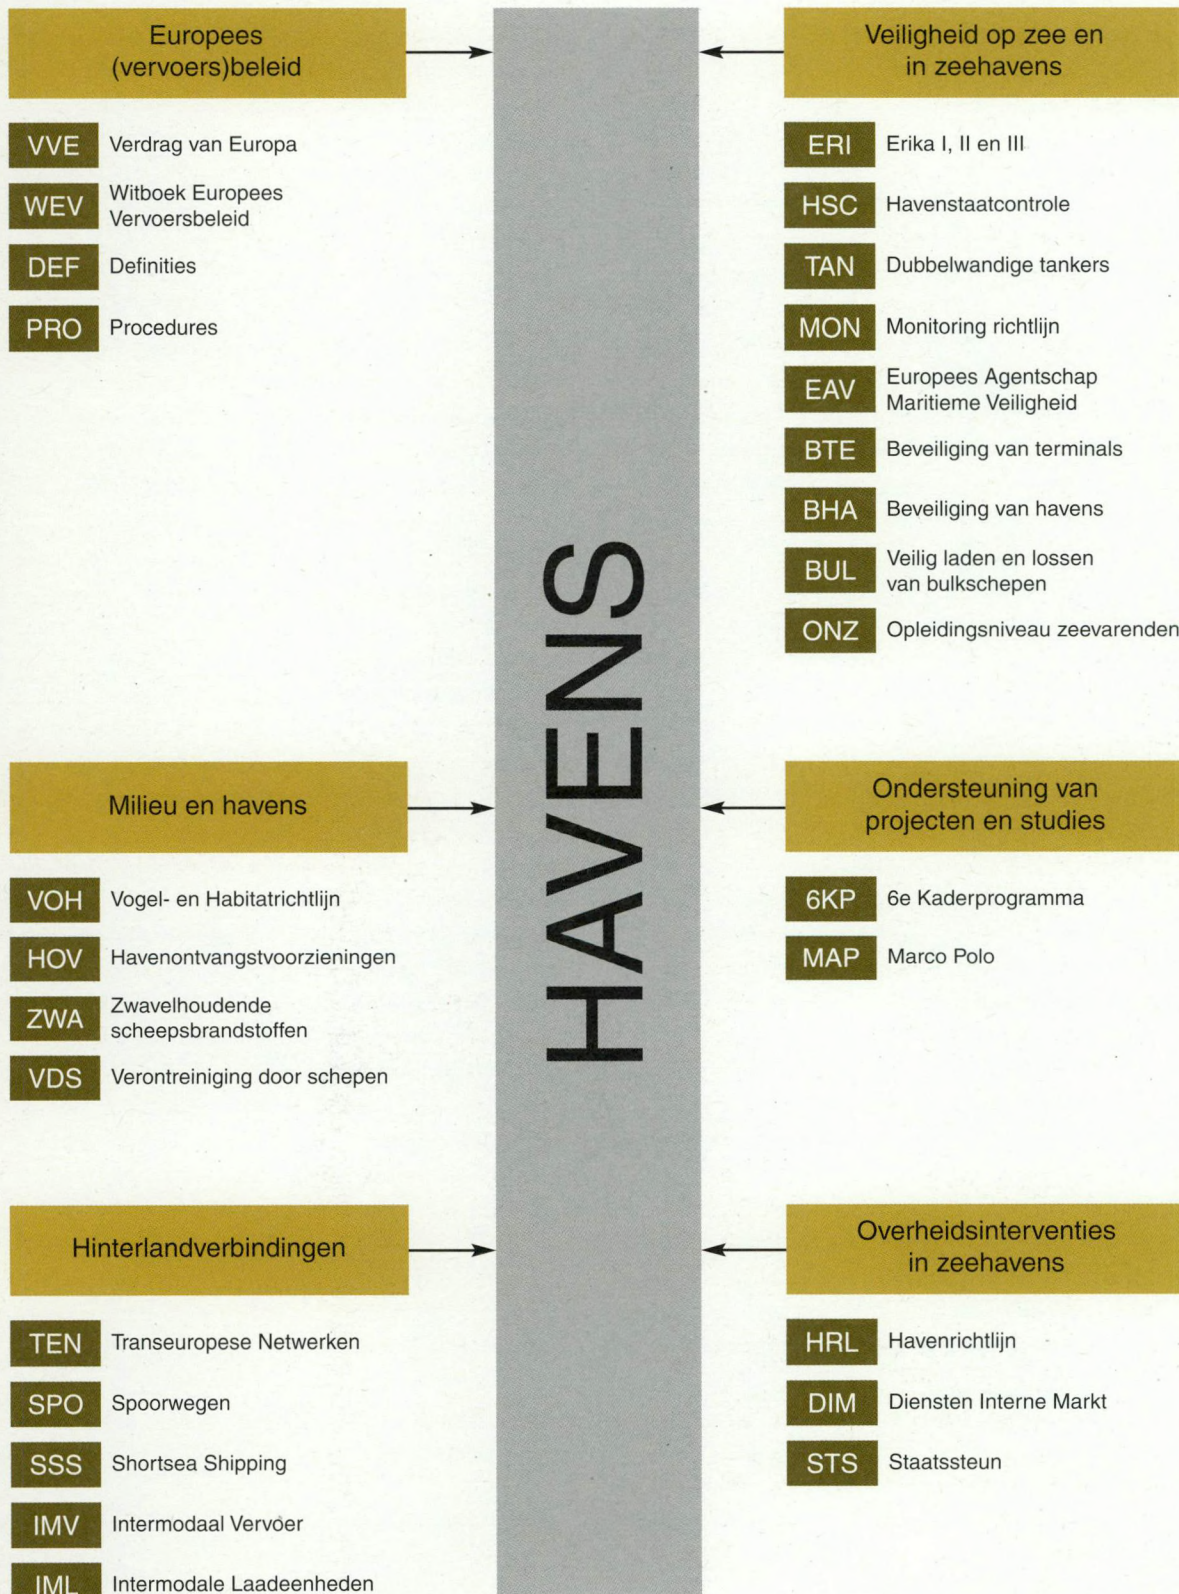 Europees
(vervoers)beleid
VVE Verdrag van Europa
WEV Witboek Europees
Vervoersbeleid
DEF Definities
PRO Procedures
Milieu en havens
VOH Vogel- en Habitatrichtlijn
HOV Havenontvangstvoorzieningen
ZWA Zwavelhoudende
scheepsbrandstoffen
VDS Verontreiniging door schepen
Hinterlandverbindingen
TEN Transeuropese Netwerken
SPO Spoorwegen
SSS Shortsea Shipping
IMV Intermodaal Vervoer
IML Intermodale Laadeenheden
HAVENS
Veiligheid op zee en
in zeehavens
ERI Erika I, II en III
HSC Havenstaatcontrole
TAN Dubbelwandige tankers
MON Monitoring richtlijn
EAV Europees Agentschap
Maritieme Veiligheid
BTE Beveiliging van terminals
BHA Beveiliging van havens
BUL Veilig laden en lossen
van bulkschepen
ONZ Opleidingsniveau zeevarenden
Ondersteuning van
projecten en studies
6KP 6e Kaderprogramma
MAP Marco Polo
Overheidsinterventies
in zeehavens
HRL Havenrichtlijn
DIM Diensten Interne Markt
STS Staatssteun